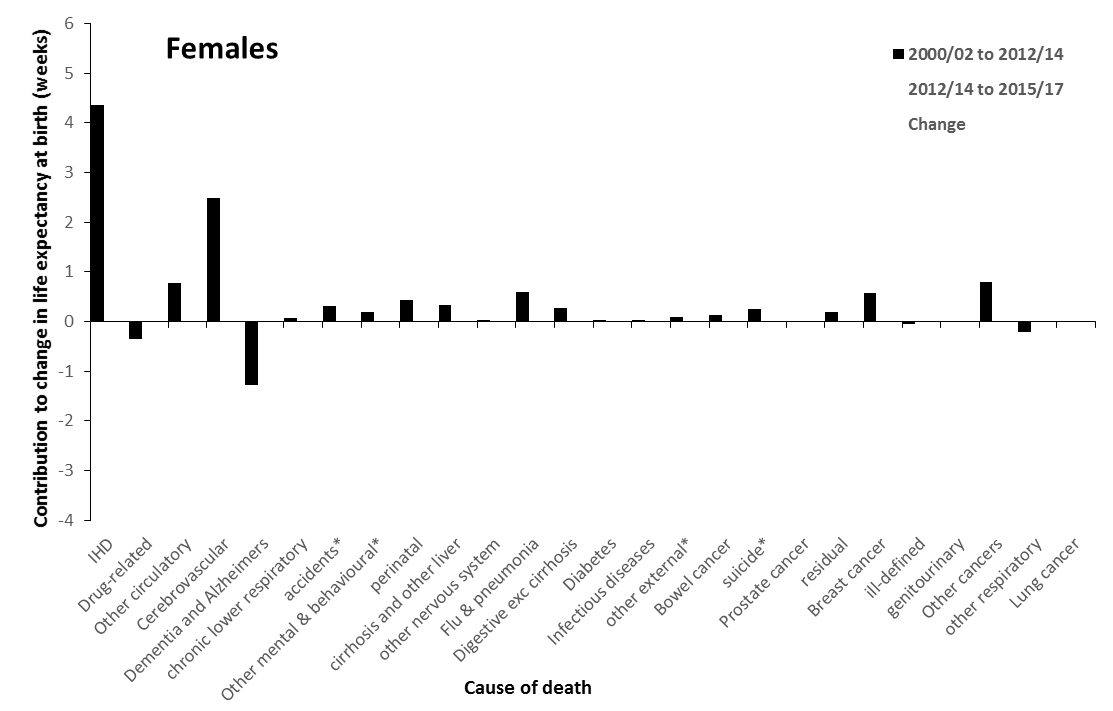 Females
2000/02 to 2012/14
2012/14 to 2015/17
Change
Contribution to change in life expectancy at birth (weeks)
6
5
4
3
2
1
0
-1
-2
-3
-4
IHD
Drug-related
Other circulatory
Cerebrovascular
Dementia and Alzheimers
chronic lower respiratory
accidents*
Other mental & behavioural*
perinatal
cirrhosis and other liver
other nervous system
Flu & pneumonia
Digestive exc cirrhosis
Diabetes
Infectious diseases
other external*
Bowel cancer
suicide*
Prostate cancer
residual
Breast cancer
ill-defined
genitourinary
Other cancers
other respiratory
Lung cancer
Cause of death